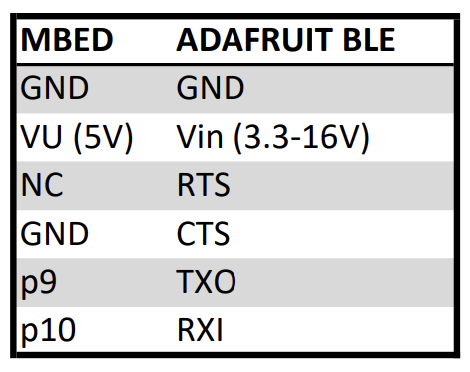 MBED ADAFRUIT BLE
GND GND
VU (5V) Vin (3.3-16V)
NC RTS
GND CTS
p9 TXO
p10 RXI